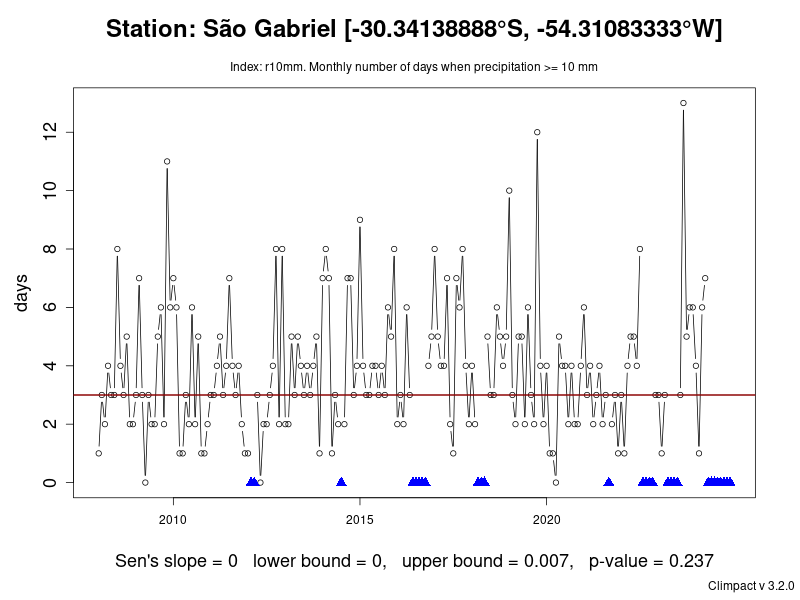 Station: São Gabriel [-30.34138888°S, -54.31083333°W]
Index: r10mm. Monthly number of days when precipitation >= 10 mm
days
12
10
8
6
4
2
0
2010 2015 2020
Sen's slope = 0 lower bound = 0, upper bound = 0.007, p-value = 0.237
Climpact v 3.2.0